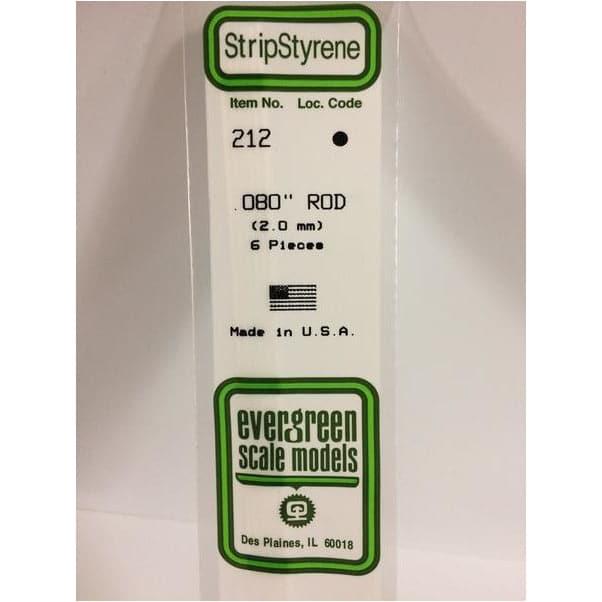 StripStyrene
Item No. Loc. Code
212
.080" ROD
(2.0 mm)
6 Pieces
Made in U.S.A.
evergreen
scale models
Des Plaines, IL 60018